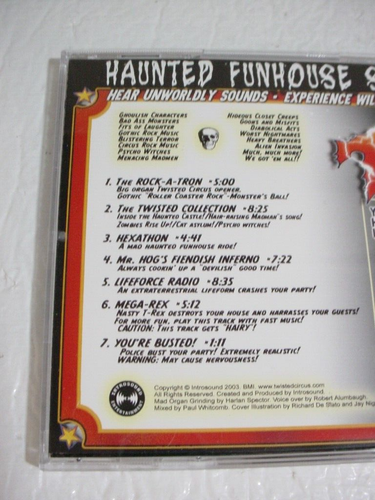 HAUNTED FUNHOUSE
HEAR UNWORLDLY SOUNDS • EXPERIENCE
Ghoulish Characters
Bad Ass Monsters
Fits of Laughter
Gothic Rock Music
Blistering Terror
Circus Rock Music
Psycho Witches
Menacing Madmen
Hideous Closet Creeps
Goons and Misfits
Diabolical Acts
Worst Nightmares
Heavy Breathers
Alien Invasion
Much, Much More!
We got 'em all!!
1. The ROCK-A-TRON •5:00
Big organ Twisted Circus opener.
Gothic "Roller Coaster Rock"-Monster's Ball!
2. The TWISTED COLLECTION •8:25
Inside the Haunted Castle!/Hair-raising Madman's song!
Zombies Rise Up!/Cat asylum!/Psycho witches!
3. HEXATHON •4:41
A mad haunted funhouse ride!
4. Mr. HOG'S FIENDISH INFERNO •7:22
Always cookin' up a "devilish" good time!
5. LIFEFORCE RADIO •8:35
An extraterrestrial lifeform crashes your party!
6. MEGA-REX •5:12
Nasty T-Rex destroys your house and harrasses your guests!
For more fun, play this track with fast music!
CAUTION: This track gets "HAIRY"!
7. YOU'RE BUSTED! •1:11
Police bust your party! Extremely realistic!
WARNING: May cause nervousness!
INTROSOUND
ENTERTAINMENT
Copyright © Introsound 2003, BMI. www.twistedcircus.com
All Rights Reserved. Created and Produced by Introsound.
Mad Organ Grinding by Harlan Spector. Voice over by Robert Alumbaugh.
Mixed by Paul Whitcomb. Cover Illustration by Richard De Sfato and Jay